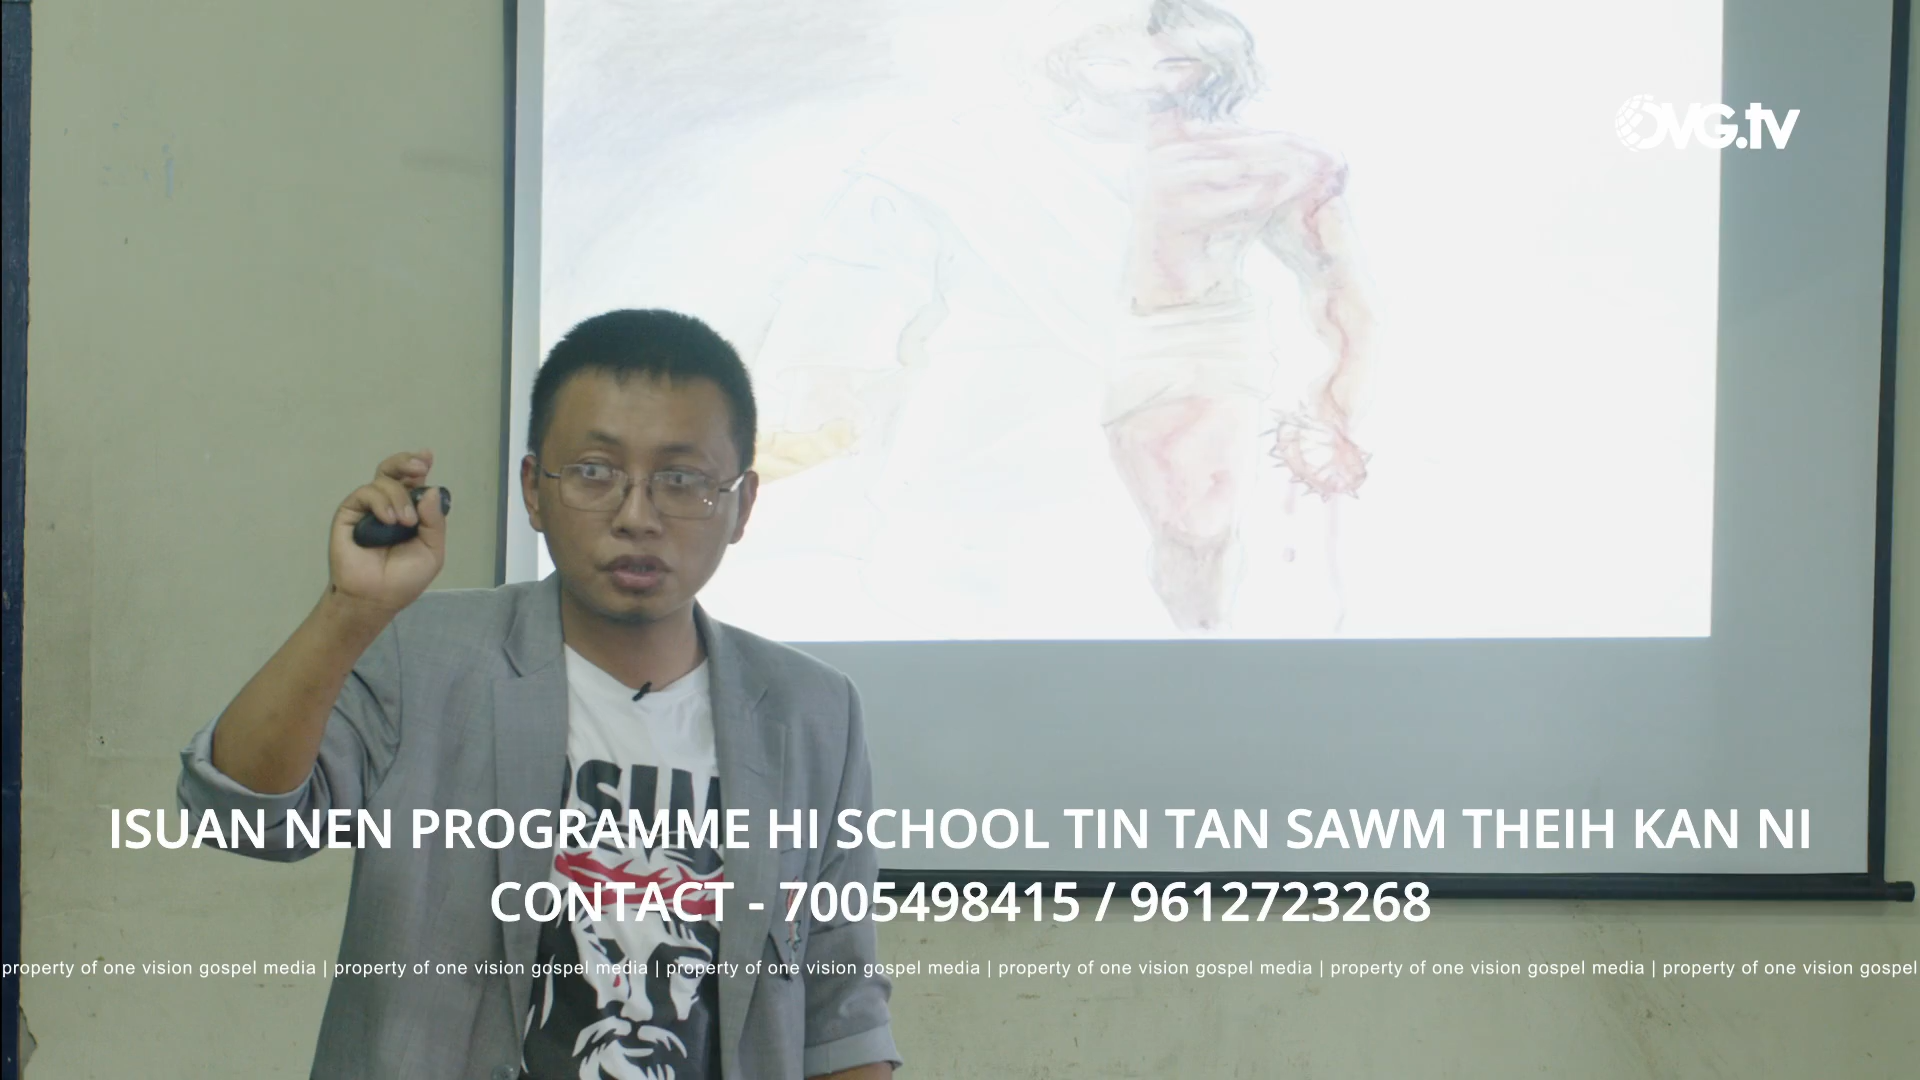 OVG.tv
ISUAN NEN PROGRAMME HI SCHOOL TIN TAN SAWM THEIH KAN NI
CONTACT - 7005498415 / 9612723268
property of one vision gospel media | property of one vision gospel media | property of one vision gospel media | property of one vision gospel media | property of one vision gospel media | property of one vision gospel